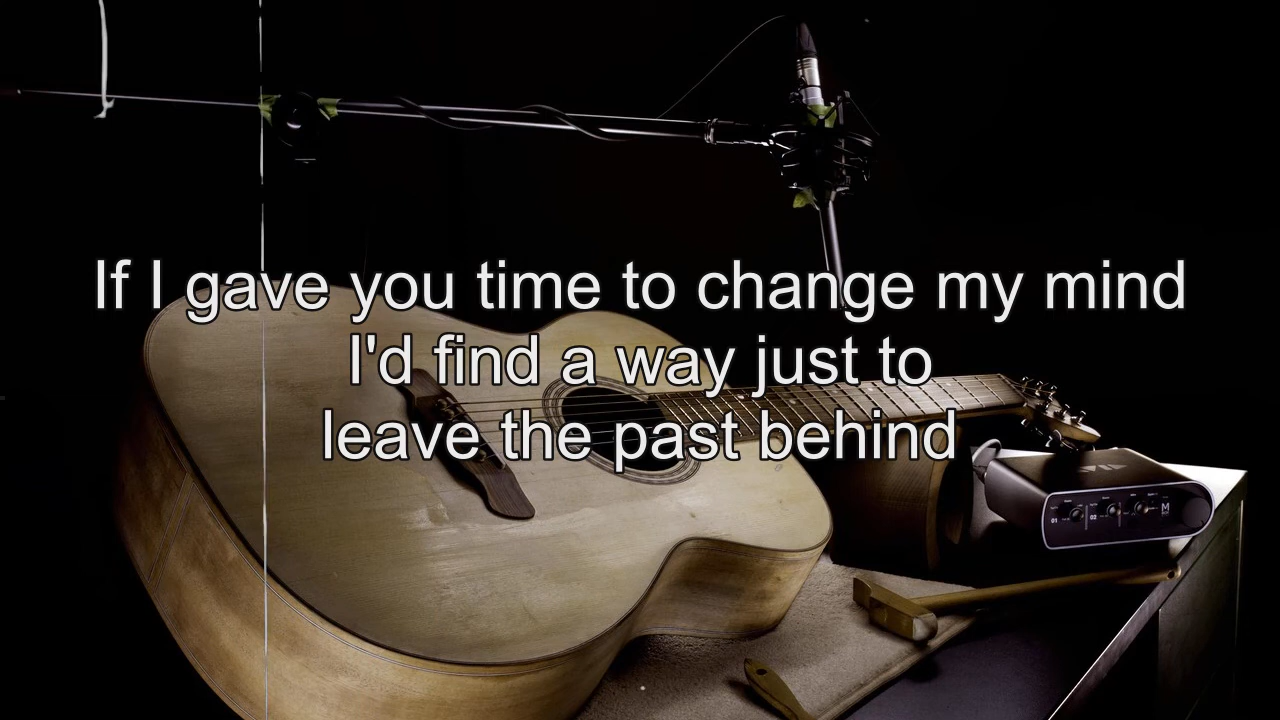 If I gave you time to change my mind
I'd find a way just to
leave the past behind